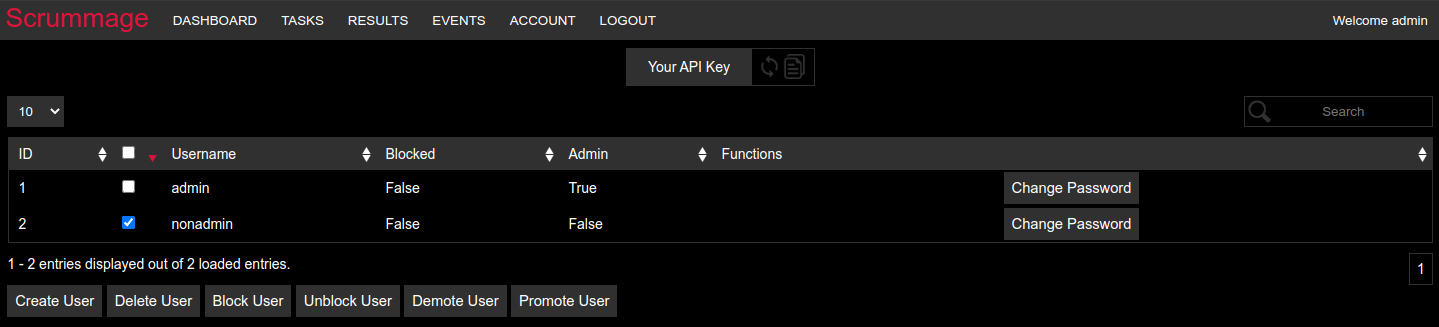 Scrummage DASHBOARD TASKS RESULTS EVENTS ACCOUNT LOGOUT Welcome admin
Your API Key
10 Search
ID Username Blocked Admin Functions
1 admin False True Change Password
2 nonadmin False False Change Password
1 - 2 entries displayed out of 2 loaded entries. 1
Create User Delete User Block User Unblock User Demote User Promote User